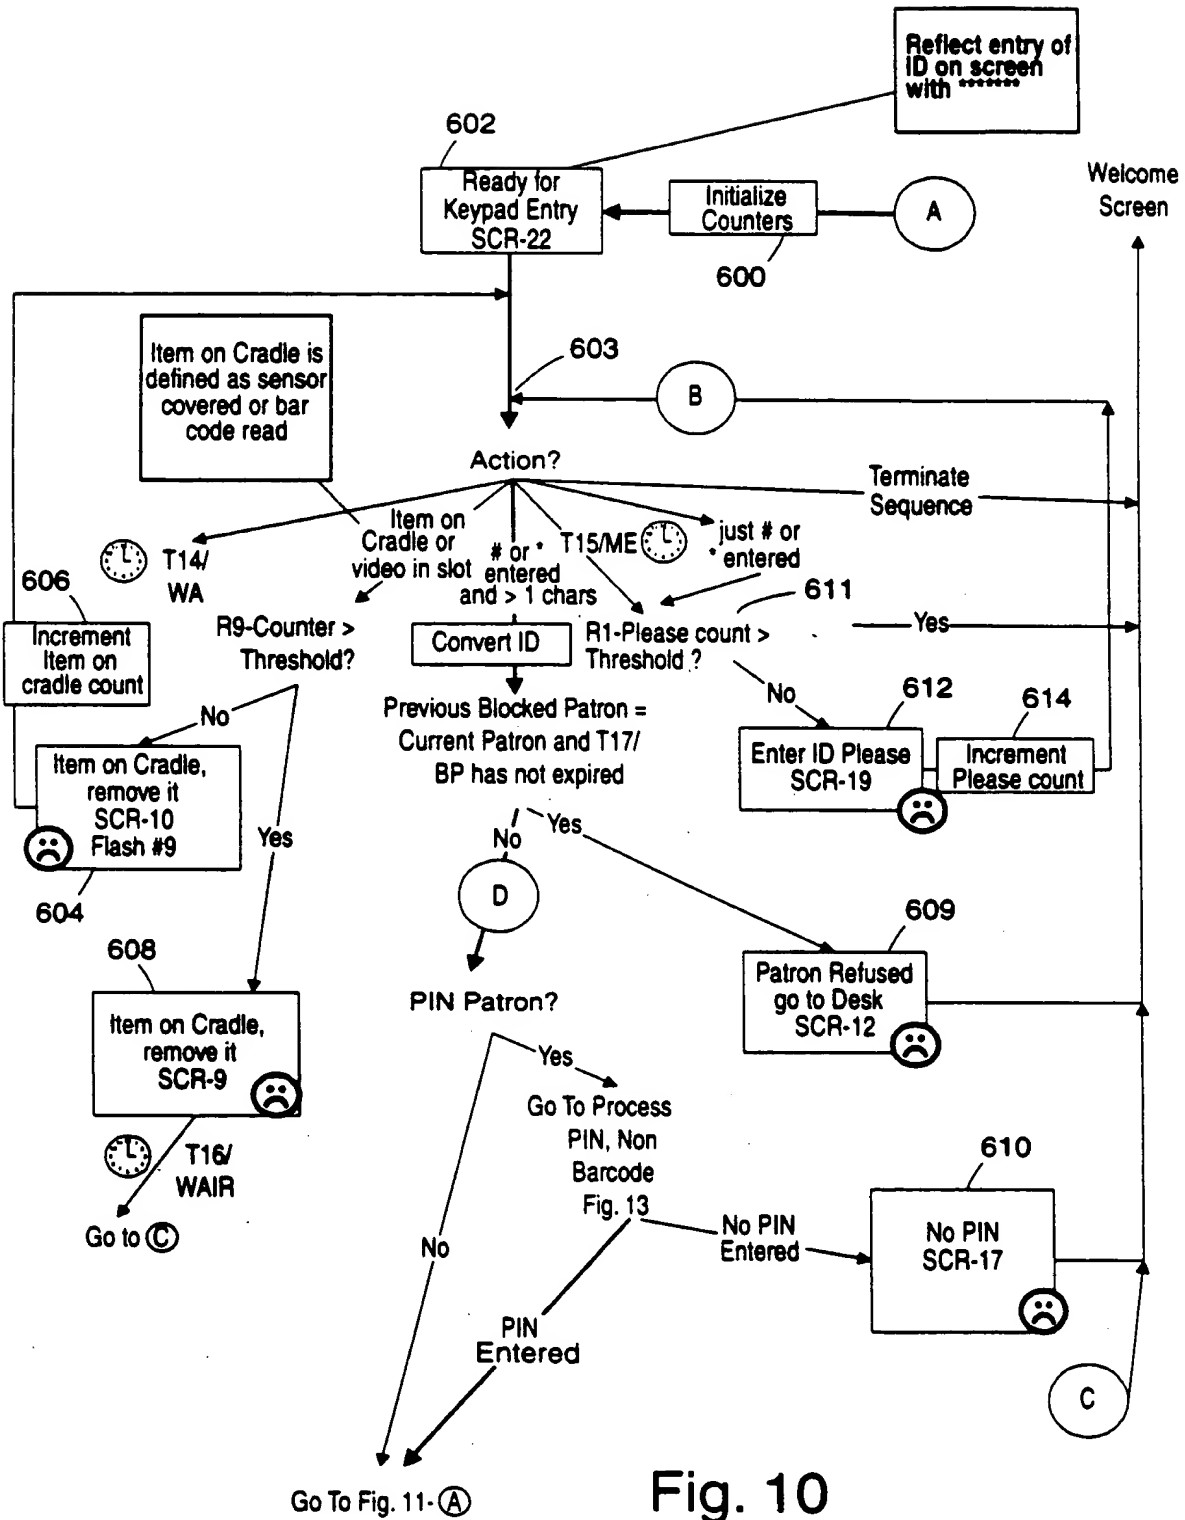 Reflect entry of
ID on screen
with *******
602
Welcome
Screen
Ready for
Keypad Entry
SCR-22
Initialize
Counters
A
600
Item on Cradle is
defined as sensor
covered or bar
code read
603
B
Action?
Terminate
Sequence
T14/
WA
Item on
Cradle or
video in slot
# or *
entered
and > 1 chars
T15/ME
just # or
* entered
606
611
Increment
Item on
cradle count
R9-Counter >
Threshold?
Convert ID
R1-Please count >
Threshold ?
Yes
No
No
612
614
Previous Blocked Patron =
Current Patron and T17/
BP has not expired
Enter ID Please
SCR-19
Increment
Please count
Item on Cradle,
remove it
SCR-10
Flash #9
Yes
No
Yes
D
604
609
608
Patron Refused
go to Desk
SCR-12
PIN Patron?
Item on Cradle,
remove it
SCR-9
Yes
Go To Process
PIN, Non
Barcode
Fig. 13
T16/
WAIR
610
Go to C
No
No PIN
Entered
No PIN
SCR-17
PIN
Entered
C
Go To Fig. 11- A
Fig. 10